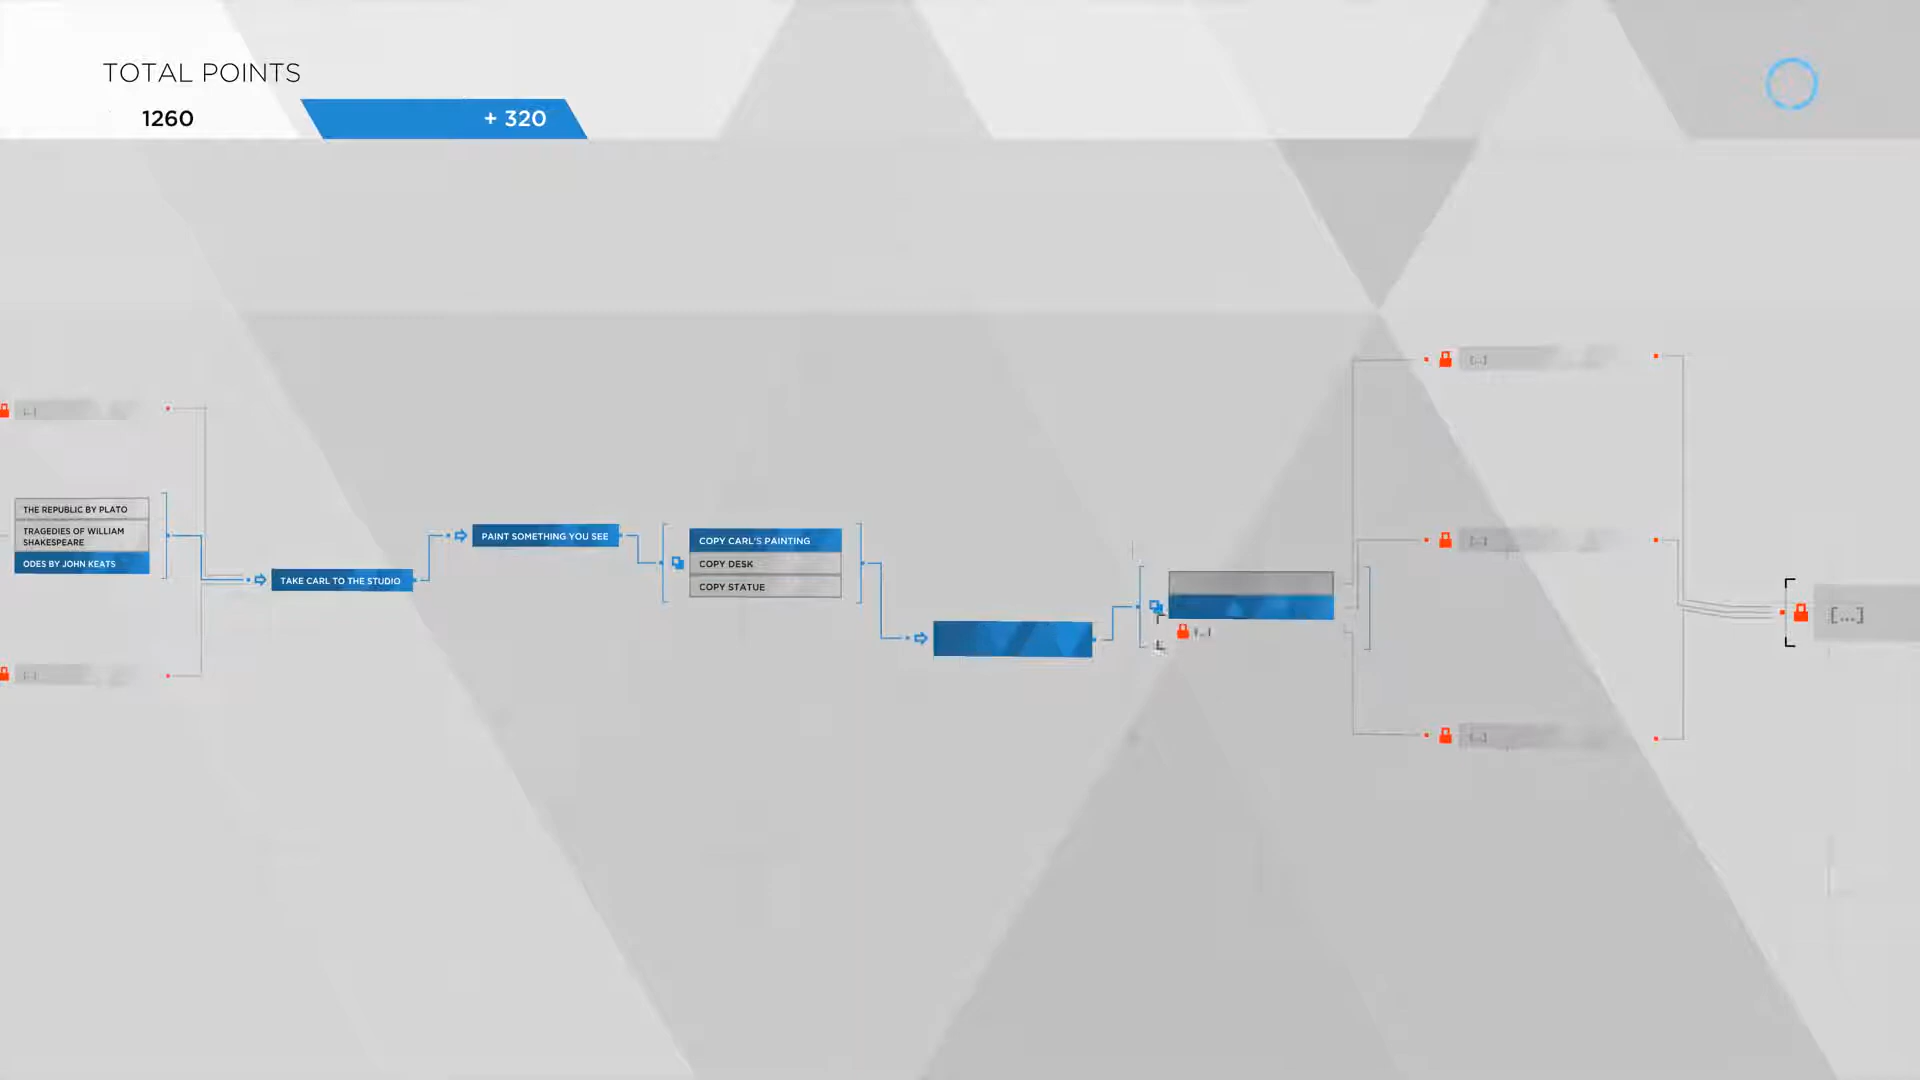 TOTAL POINTS
1260
+ 320
[...]
THE REPUBLIC BY PLATO
TRAGEDIES OF WILLIAM
SHAKESPEARE
ODES BY JOHN KEATS
[...]
TAKE CARL TO THE STUDIO
PAINT SOMETHING YOU SEE
COPY CARL'S PAINTING
COPY DESK
COPY STATUE
[...]
[...]
[...]
[...]